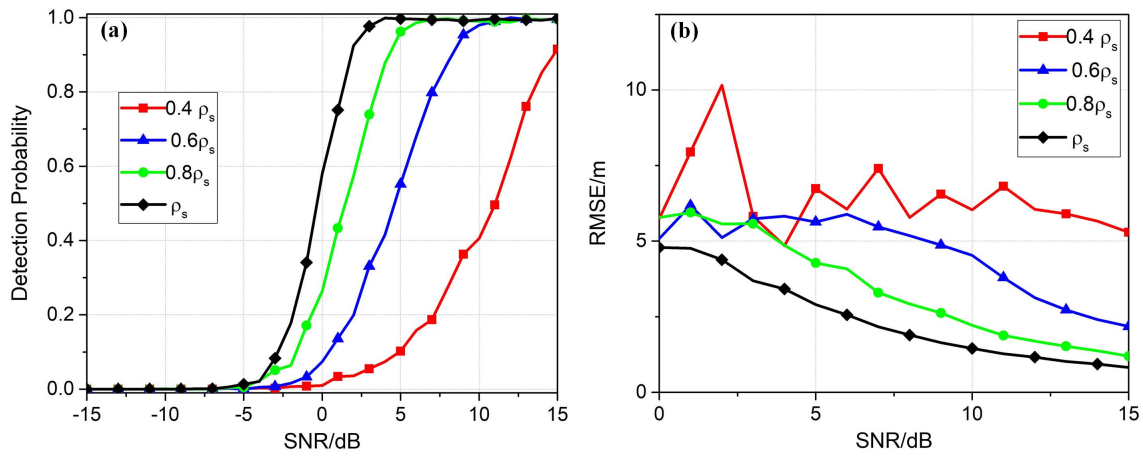 (a)
1.0
0.8
0.6
0.4
0.2
0.0
Detection Probability
0.4 ρs
0.6ρs
0.8ρs
ρs
-15 -10 -5 0 5 10 15
SNR/dB
(b)
10
5
0
RMSE/m
0.4 ρs
0.6ρs
0.8ρs
ρs
0 5 10 15
SNR/dB